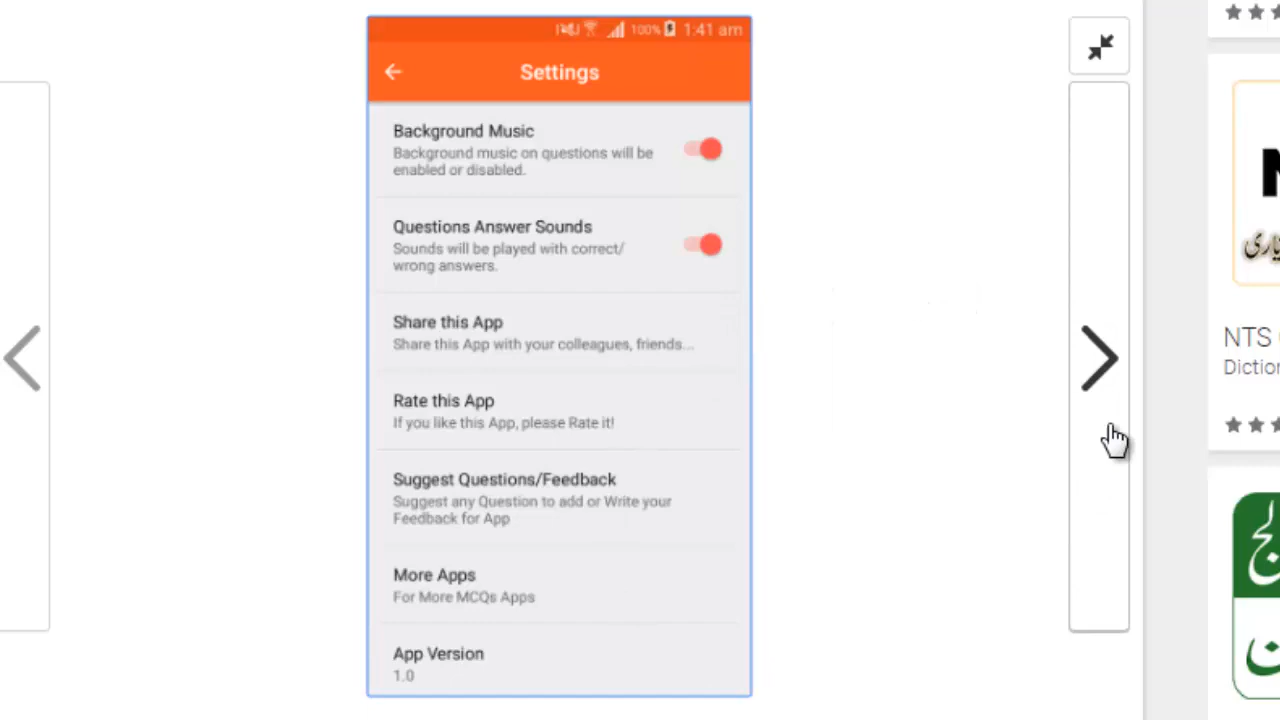 100% 1:41 am
Settings
Background Music
Background music on questions will be
enabled or disabled.
Questions Answer Sounds
Sounds will be played with correct/
wrong answers.
Share this App
Share this App with your colleagues, friends...
Rate this App
If you like this App, please Rate it!
Suggest Questions/Feedback
Suggest any Question to add or Write your
Feedback for App
More Apps
For More MCQs Apps
App Version
1.0
NTS